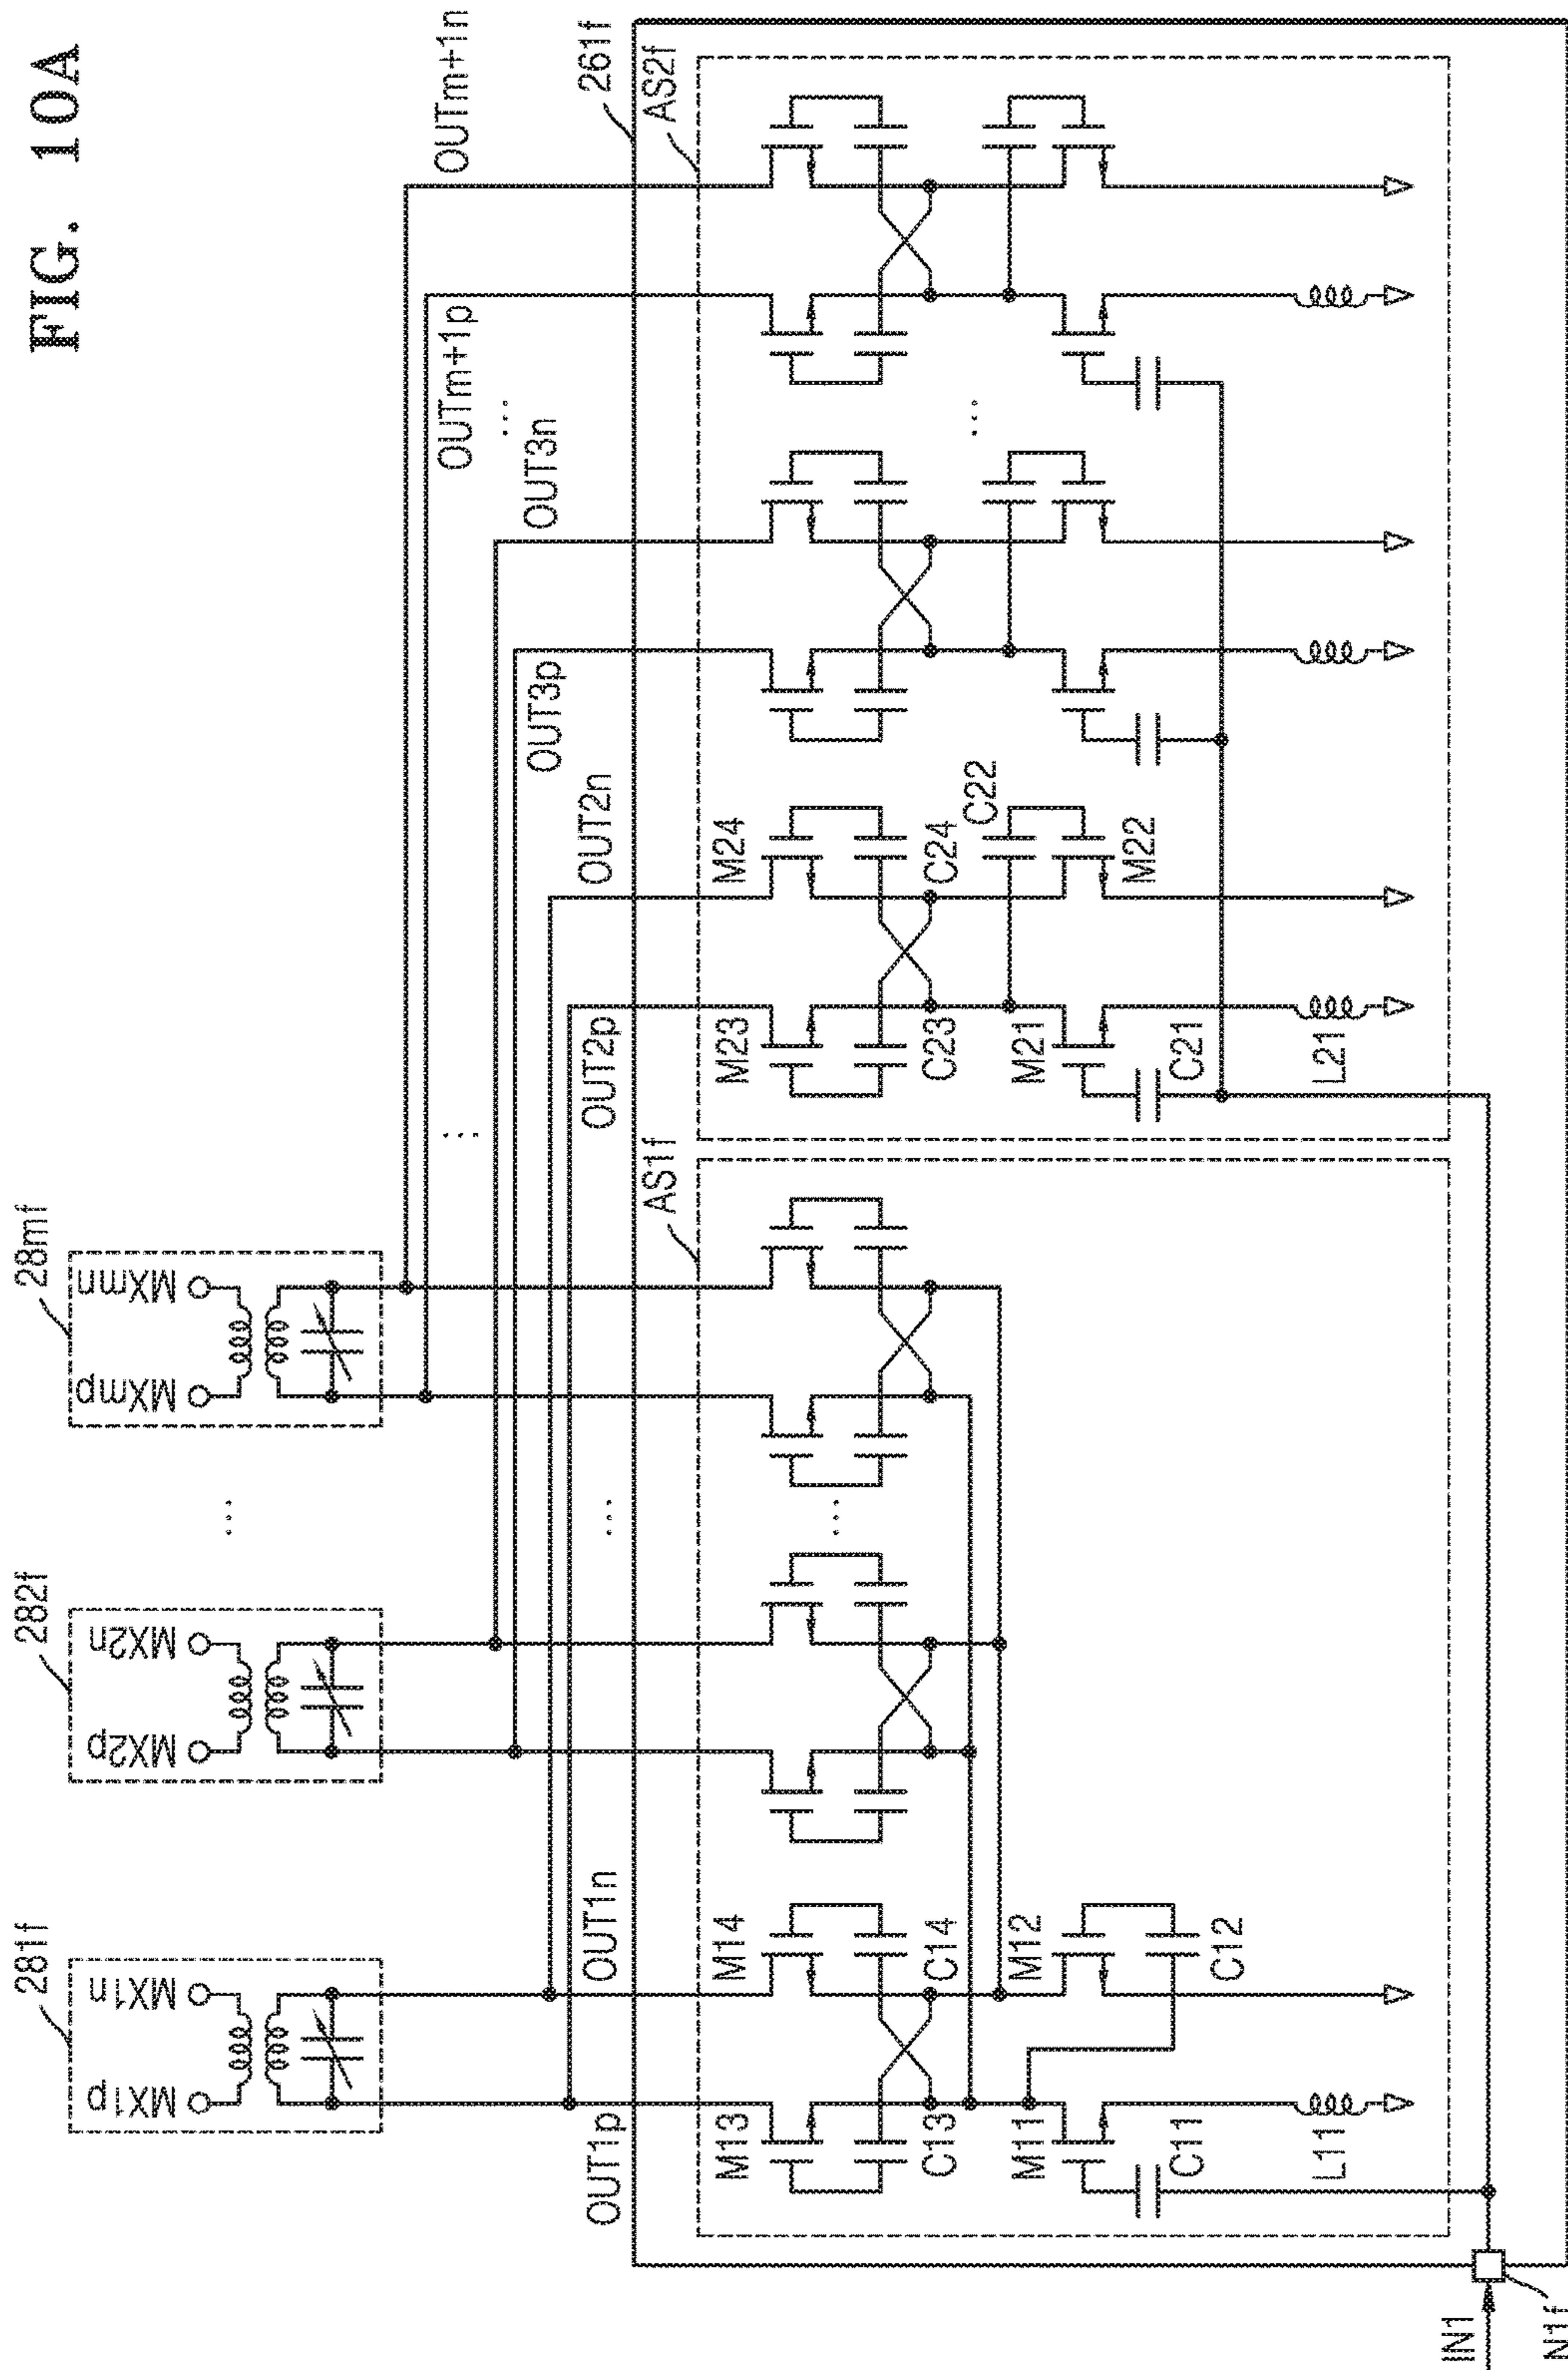 FIG. 10A
281f
282f
28mf
MX1p
MX1n
MX2p
MX2n
MXmp
MXmn
...
...
OUT1p
OUT1n
...
OUT2p
OUT2n
OUT3p
OUT3n
...
OUTm+1p
OUTm+1n
261f
AS1f
AS2f
M13
M14
...
M23
M24
C13
C14
C23
C24
C22
...
M11
M12
M21
M22
C11
C12
C21
L11
L21
IN1
N1f